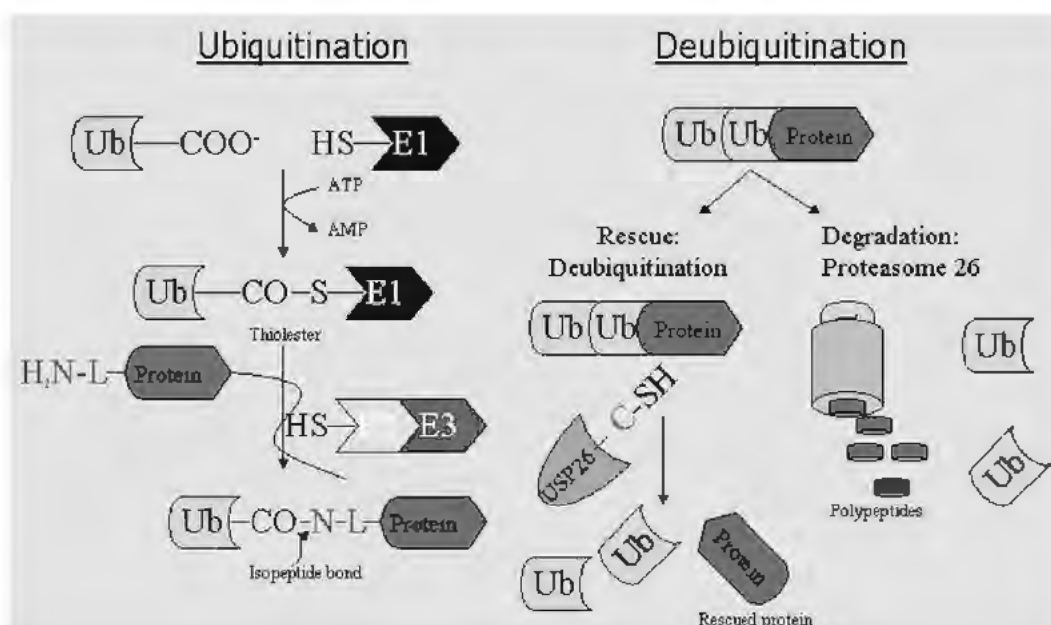 Ubiquitination
Ub COO-
HS E1
ATP
AMP
Ub CO-S E1
Thiolester
H2N-L Protein
HS E3
Ub CO-N-L Protein
Isopeptide bond
Deubiquitination
Ub Ub Protein
Rescue:
Deubiquitination
Ub Ub Protein
C-SH
USP26
Ub
Ub
Protein
Rescued protein
Degradation:
Proteasome 26
Ub
Ub
Polypeptides